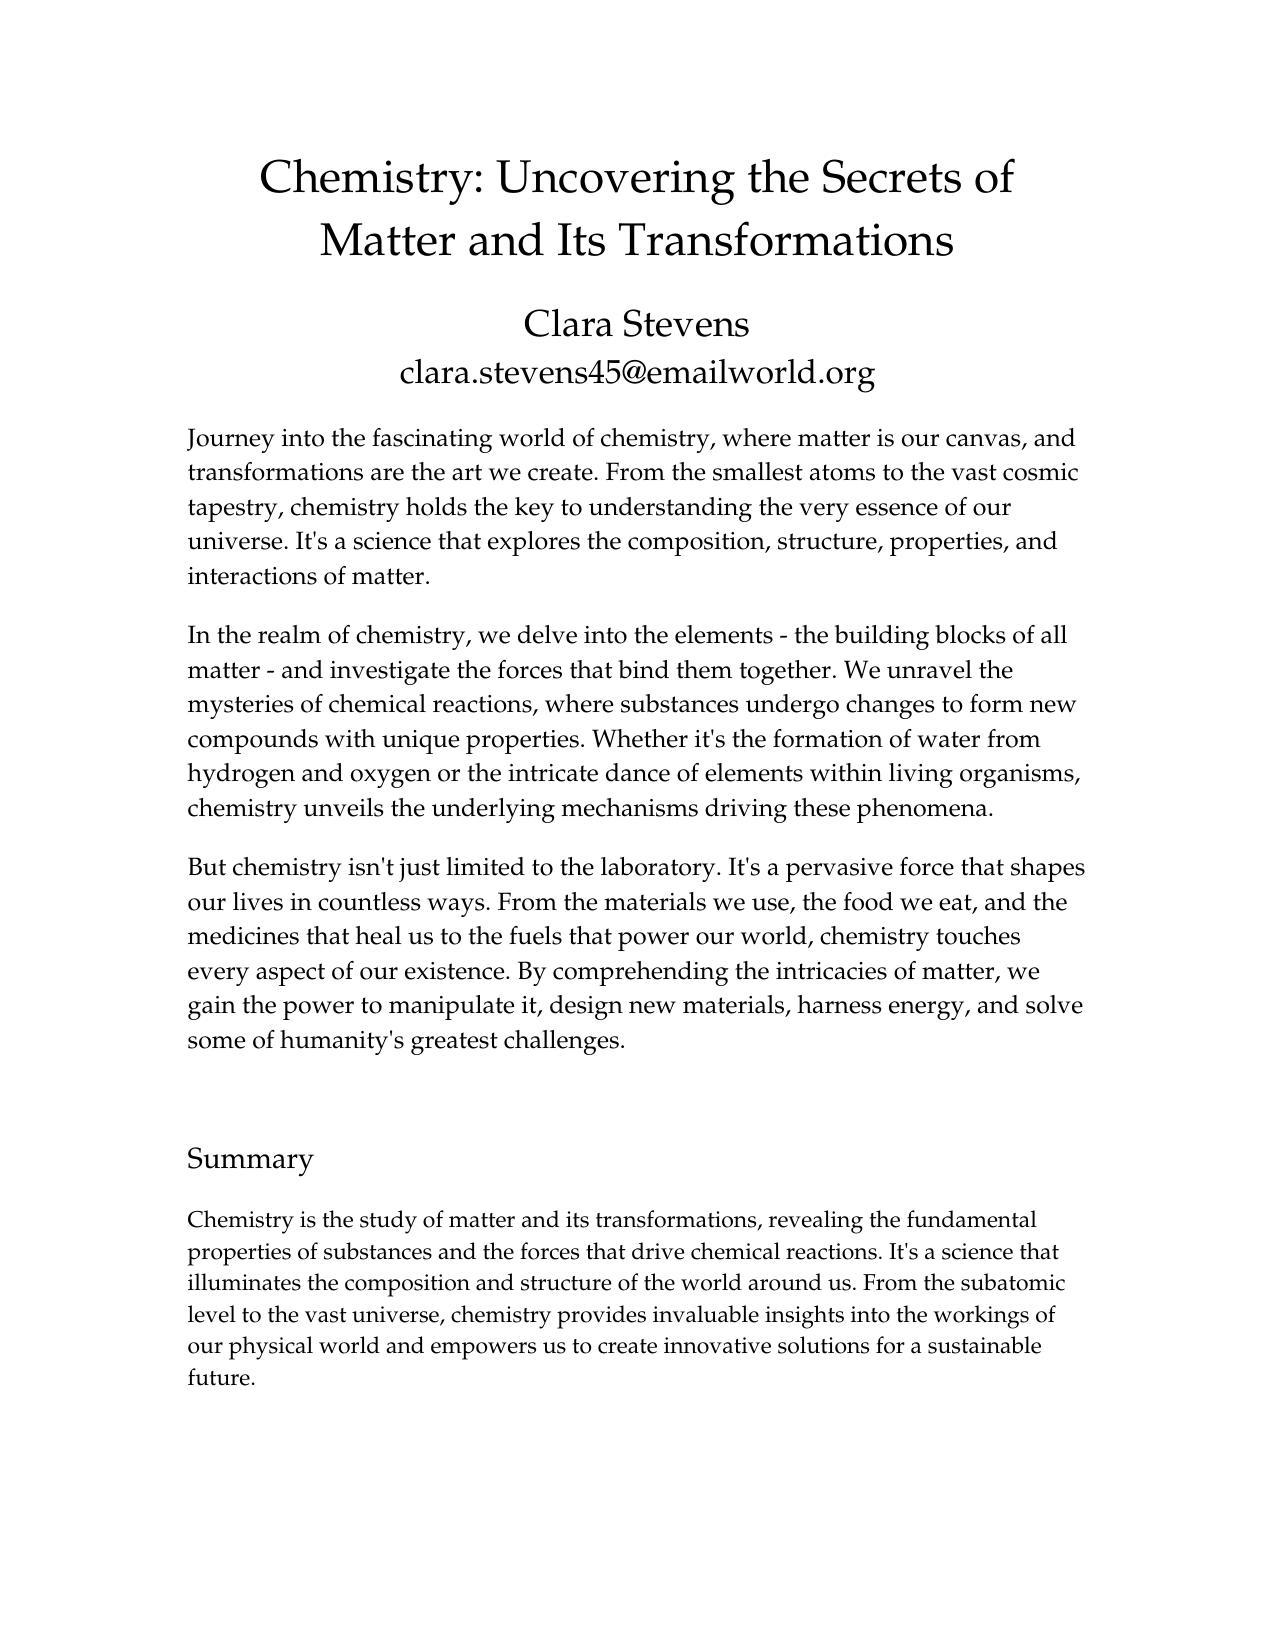 Chemistry: Uncovering the Secrets of
Matter and Its Transformations
Clara Stevens
clara.stevens45@emailworld.org
Journey into the fascinating world of chemistry, where matter is our canvas, and
transformations are the art we create. From the smallest atoms to the vast cosmic
tapestry, chemistry holds the key to understanding the very essence of our
universe. It's a science that explores the composition, structure, properties, and
interactions of matter.
In the realm of chemistry, we delve into the elements - the building blocks of all
matter - and investigate the forces that bind them together. We unravel the
mysteries of chemical reactions, where substances undergo changes to form new
compounds with unique properties. Whether it's the formation of water from
hydrogen and oxygen or the intricate dance of elements within living organisms,
chemistry unveils the underlying mechanisms driving these phenomena.
But chemistry isn't just limited to the laboratory. It's a pervasive force that shapes
our lives in countless ways. From the materials we use, the food we eat, and the
medicines that heal us to the fuels that power our world, chemistry touches
every aspect of our existence. By comprehending the intricacies of matter, we
gain the power to manipulate it, design new materials, harness energy, and solve
some of humanity's greatest challenges.
Summary
Chemistry is the study of matter and its transformations, revealing the fundamental
properties of substances and the forces that drive chemical reactions. It's a science that
illuminates the composition and structure of the world around us. From the subatomic
level to the vast universe, chemistry provides invaluable insights into the workings of
our physical world and empowers us to create innovative solutions for a sustainable
future.